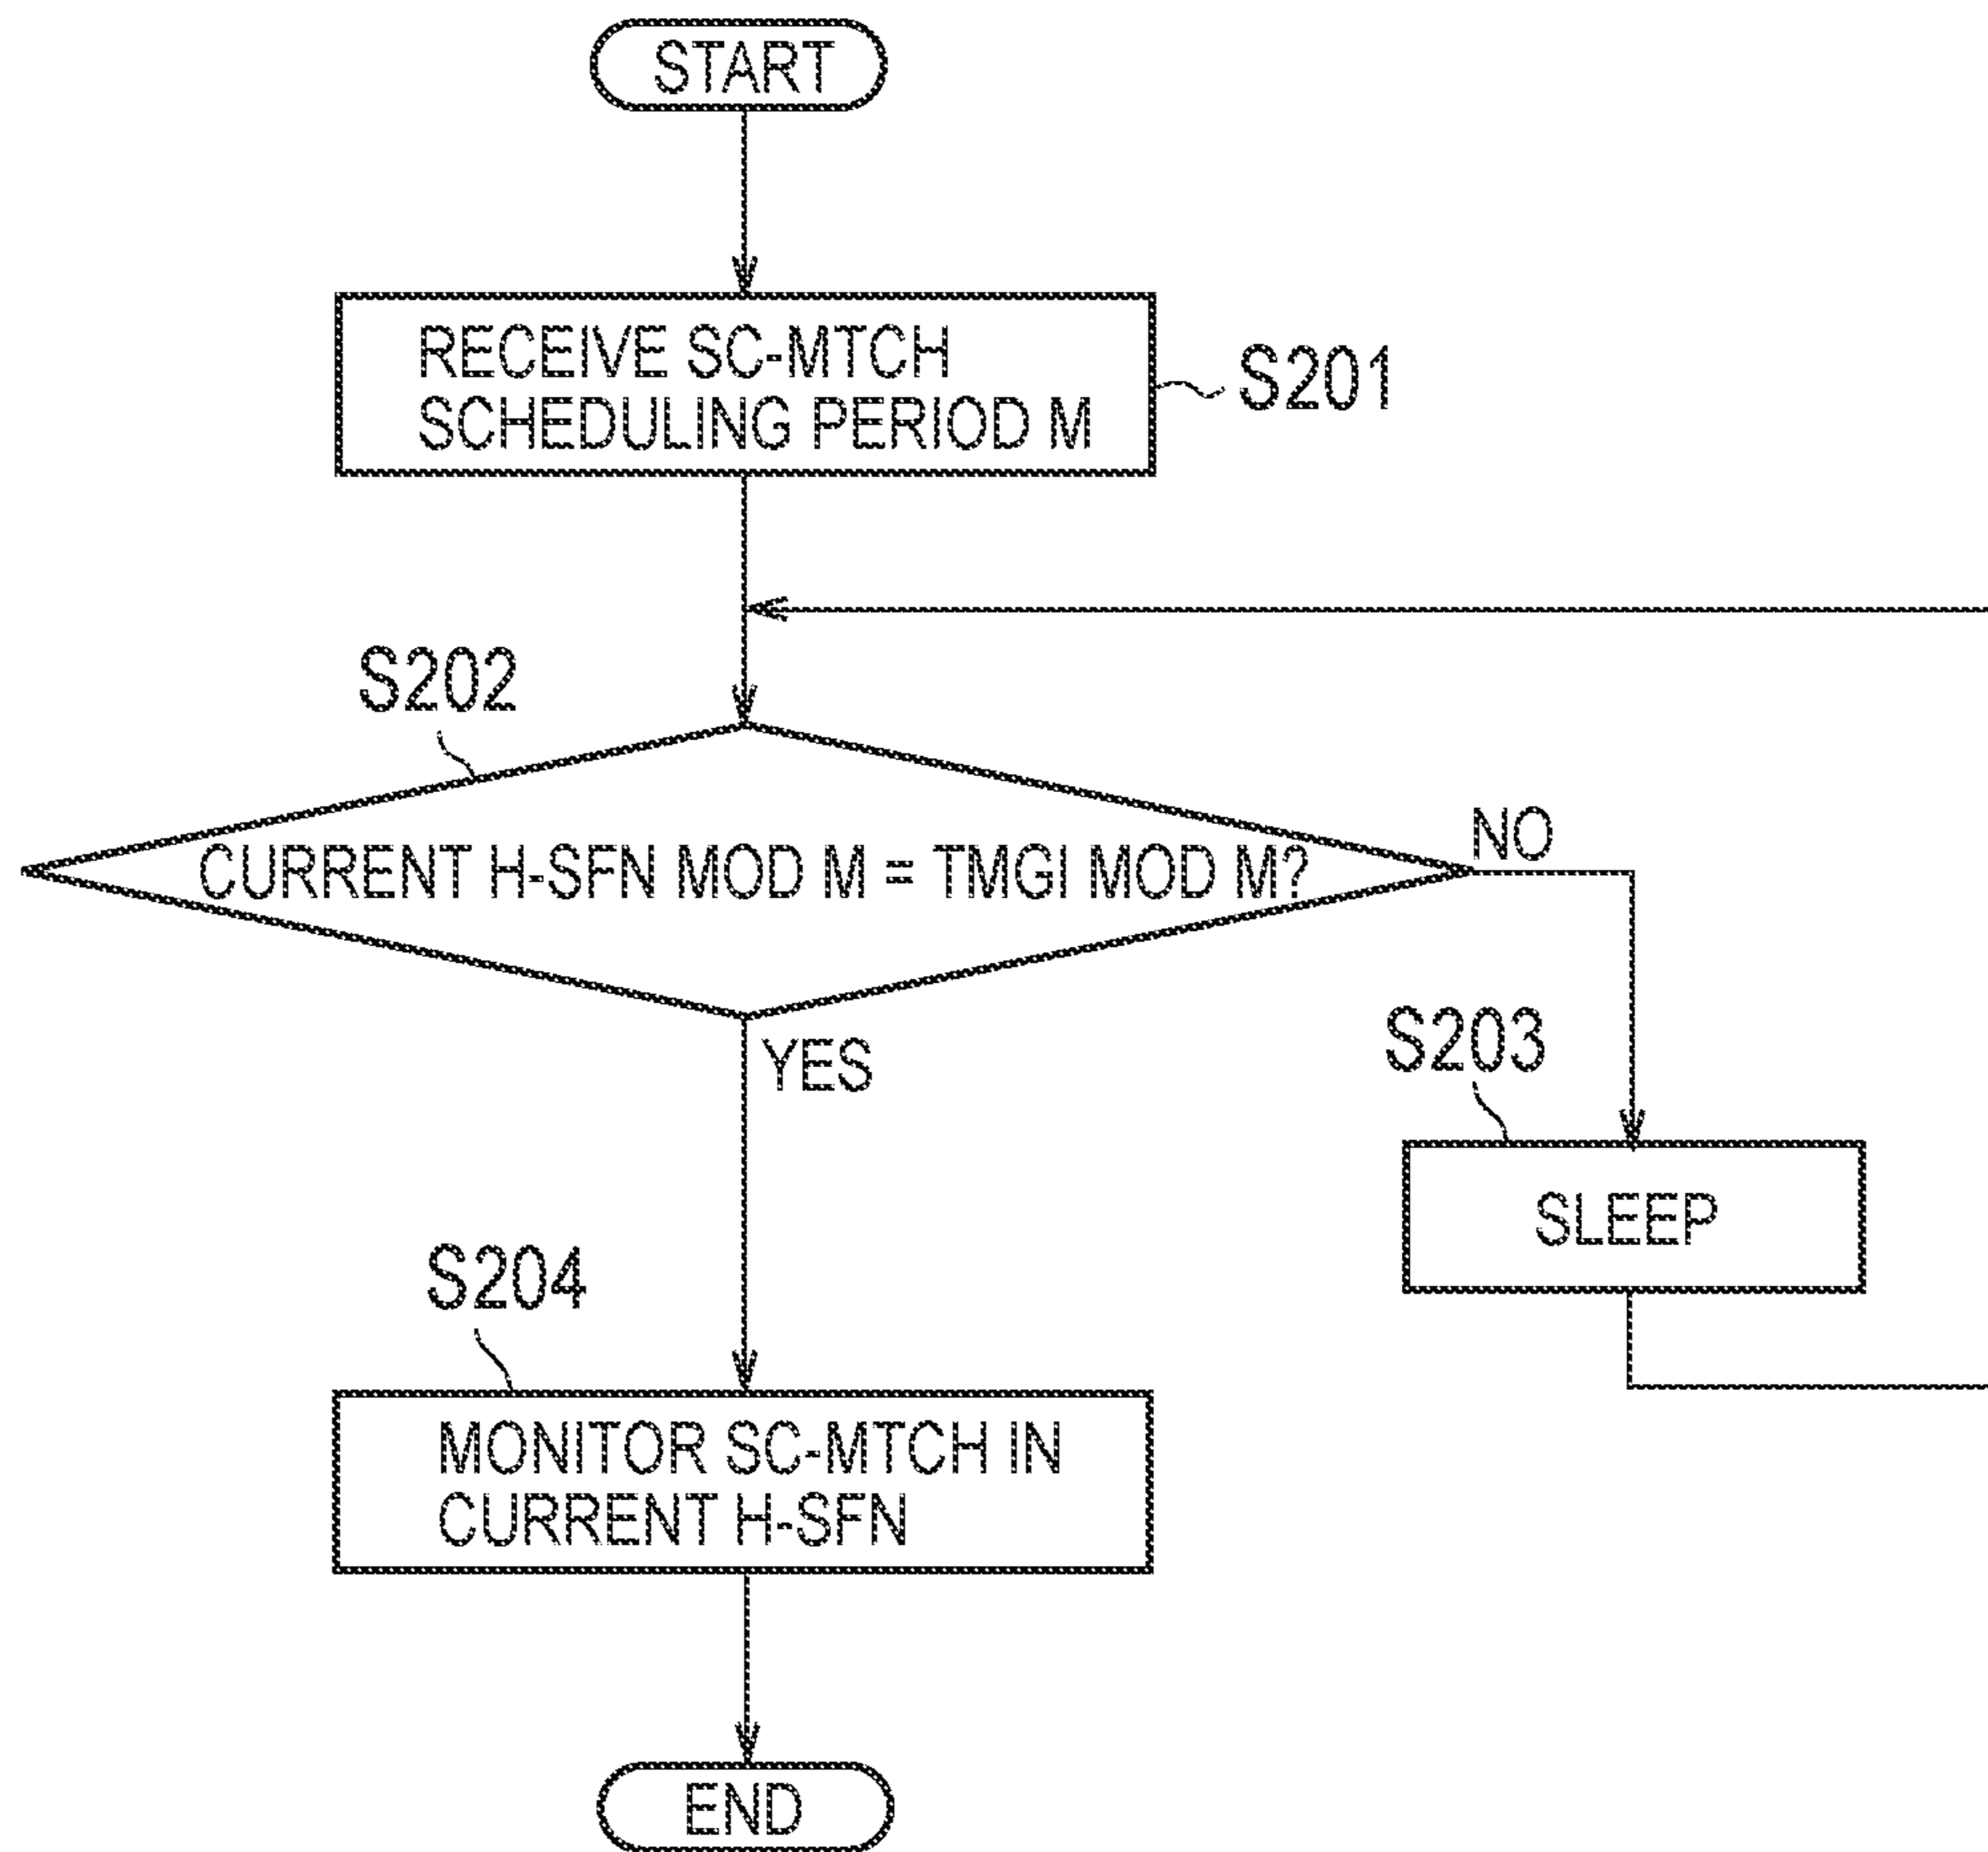 START
RECEIVE SC-MTCH
SCHEDULING PERIOD M
S201
S202
CURRENT H-SFN MOD M = TMGI MOD M?
NO
YES
S203
SLEEP
S204
MONITOR SC-MTCH IN
CURRENT H-SFN
END